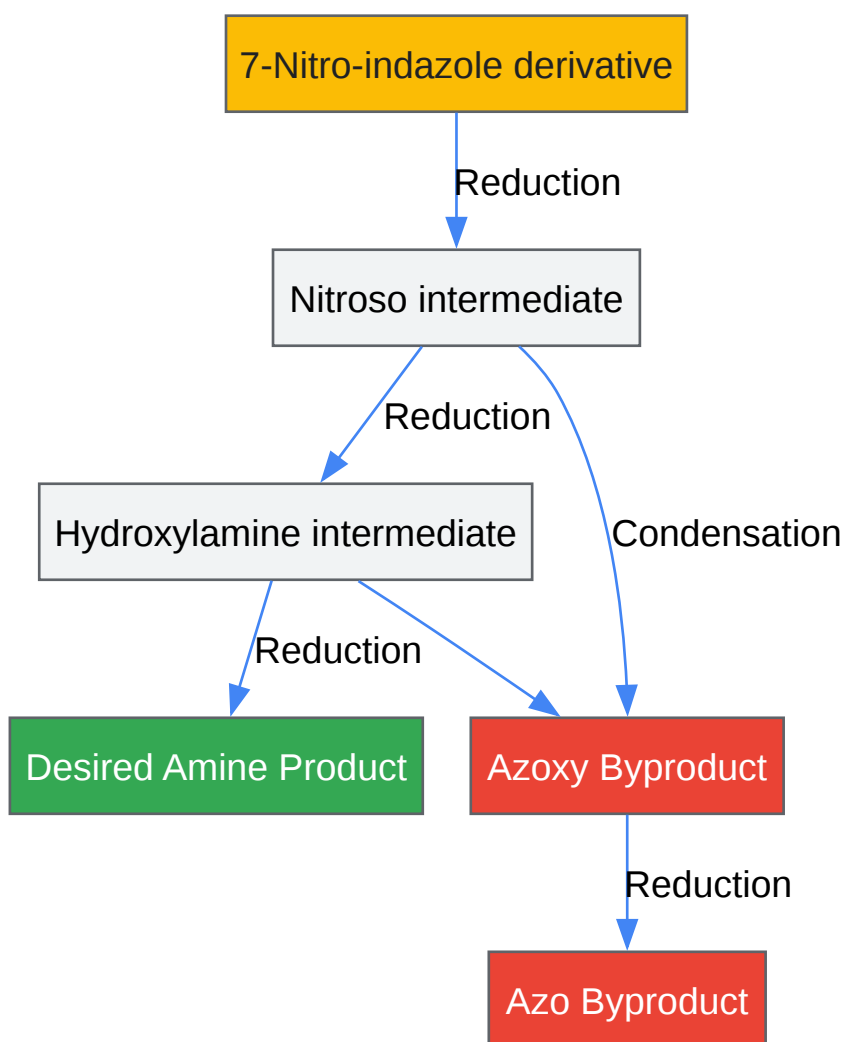 7-Nitro-indazole derivative
Reduction
Nitroso intermediate
Reduction
Hydroxylamine intermediate
Condensation
Reduction
Desired Amine Product
Azoxy Byproduct
Reduction
Azo Byproduct